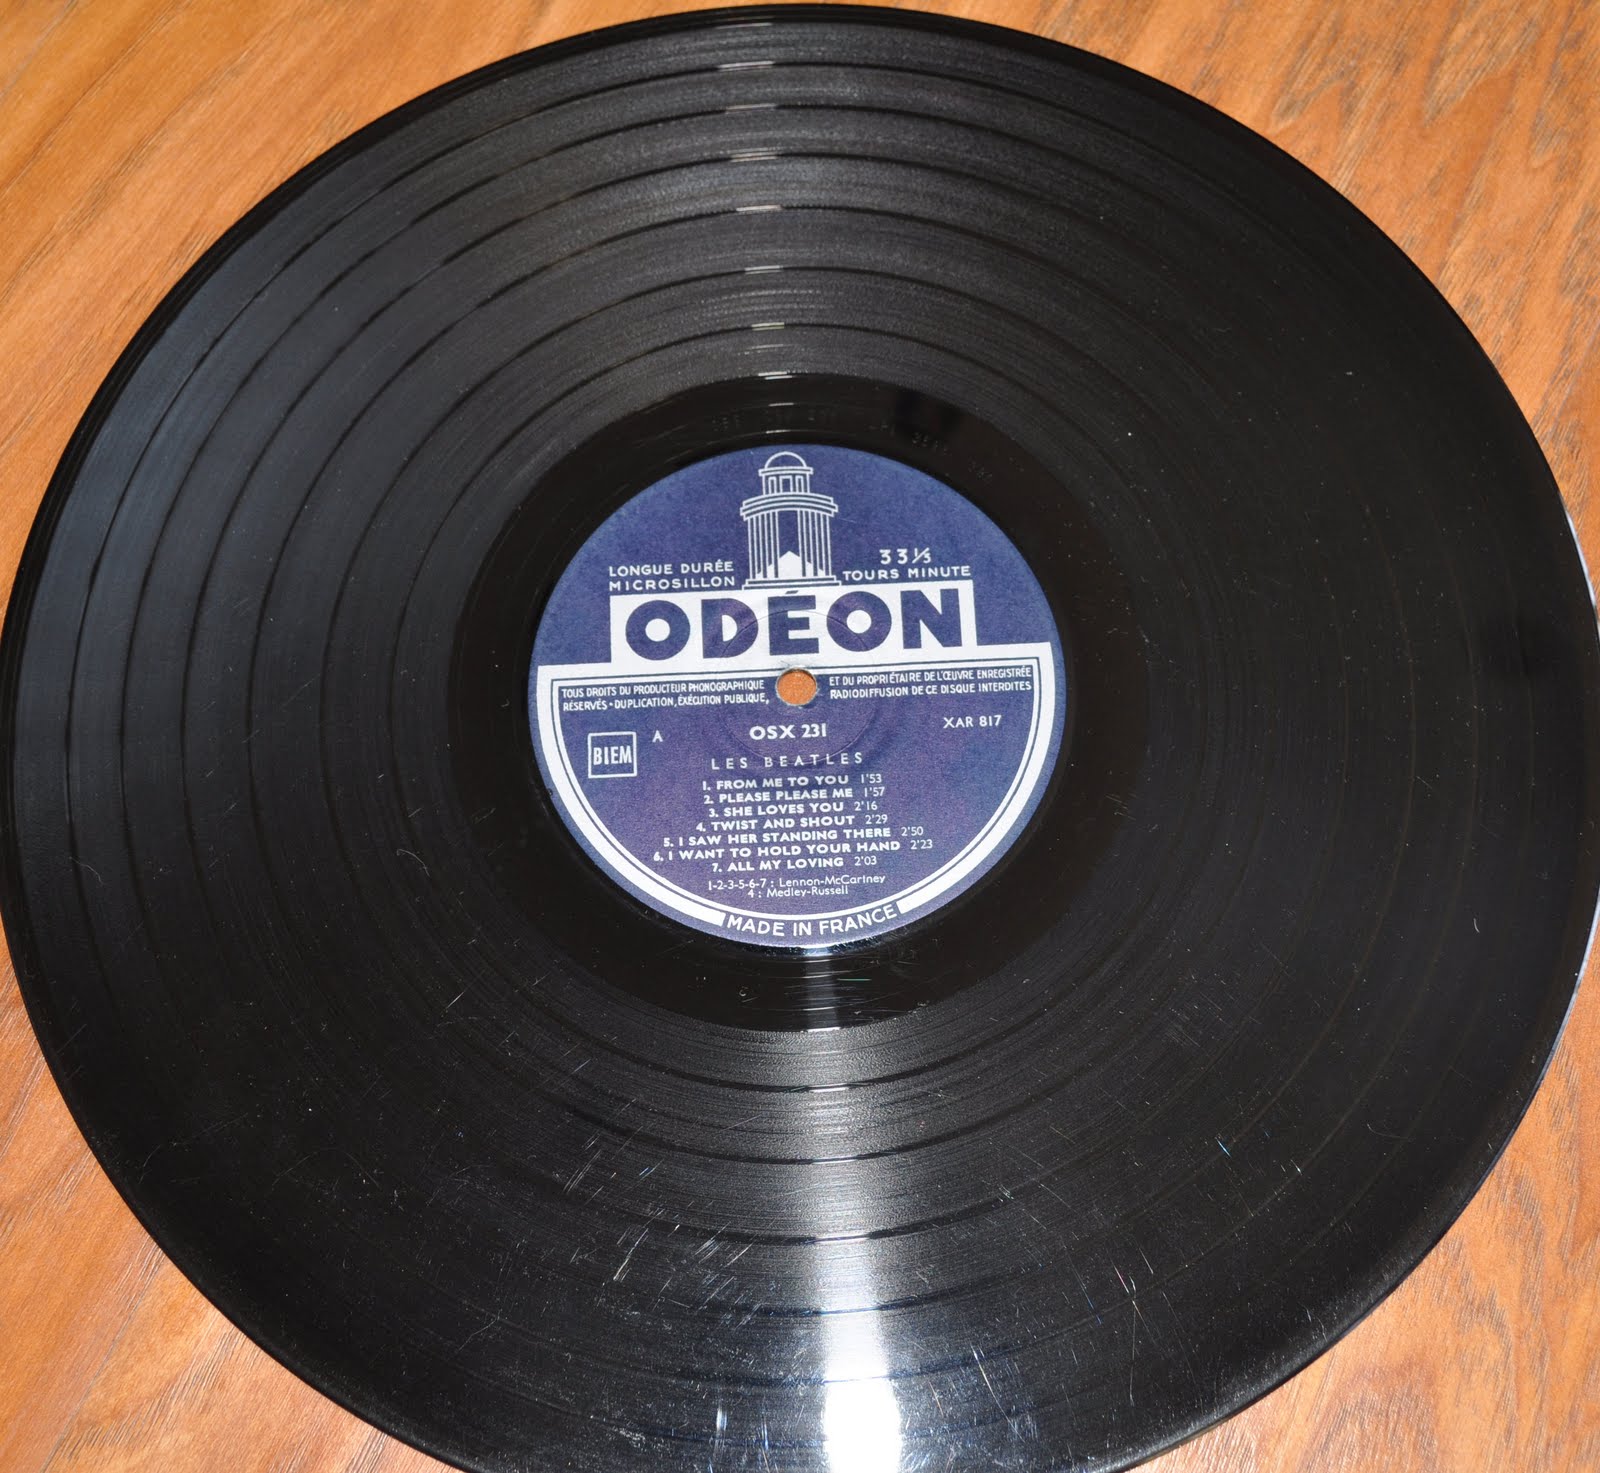 LONGUE DURÉE
MICROSILLON
33⅓
TOURS MINUTE
ODÉON
TOUS DROITS DU PRODUCTEUR PHONOGRAPHIQUE
RÉSERVÉS • DUPLICATION, EXÉCUTION PUBLIQUE,
ET DU PROPRIÉTAIRE DE L'ŒUVRE ENREGISTRÉE
RADIODIFFUSION DE CE DISQUE INTERDITES
BIEM
A
OSX 231
XAR 817
LES BEATLES
1. FROM ME TO YOU 1'53
2. PLEASE PLEASE ME 1'57
3. SHE LOVES YOU 2'16
4. TWIST AND SHOUT 2'29
5. I SAW HER STANDING THERE 2'50
6. I WANT TO HOLD YOUR HAND 2'23
7. ALL MY LOVING 2'03
1-2-3-5-6-7 : Lennon-McCartney
4 : Medley-Russell
MADE IN FRANCE